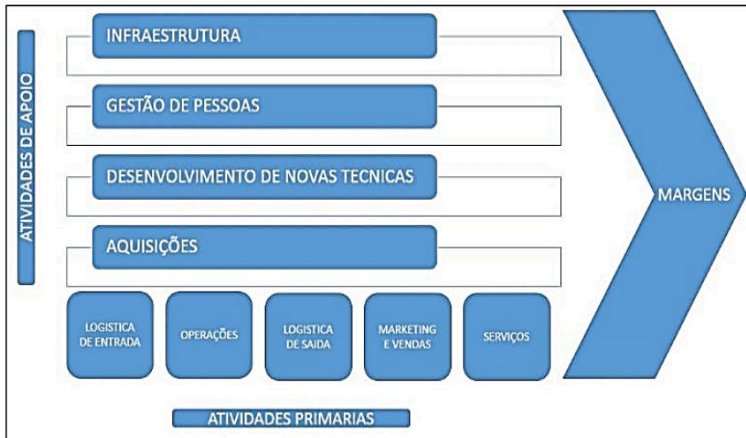 ATIVIDADES DE APOIO
INFRAESTRUTURA
GESTÃO DE PESSOAS
DESENVOLVIMENTO DE NOVAS TECNICAS
AQUISIÇÕES
MARGENS
LOGISTICA
DE ENTRADA
OPERAÇÕES
LOGISTICA
DE SAIDA
MARKETING
E VENDAS
SERVIÇOS
ATIVIDADES PRIMARIAS